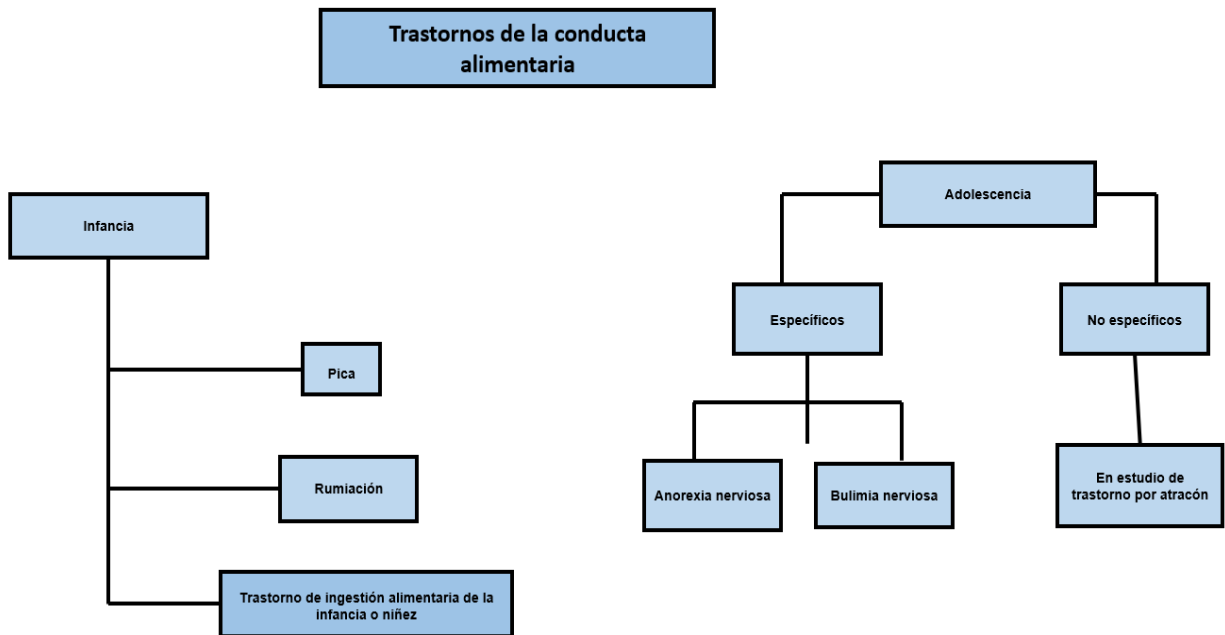 Trastornos de la conducta
alimentaria
Infancia
Pica
Rumiación
Trastorno de ingestión alimentaria de la
infancia o niñez
Adolescencia
Específicos
No específicos
Anorexia nerviosa
Bulimia nerviosa
En estudio de
trastorno por atracón